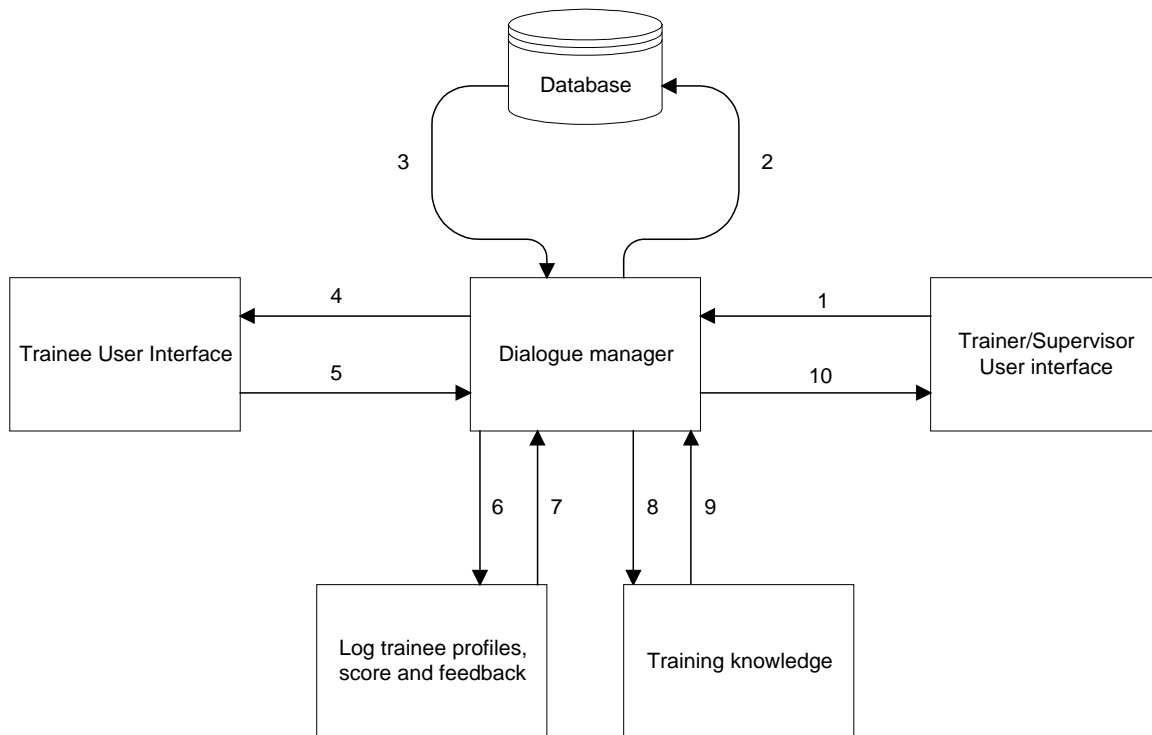 Database
3
2
4
1
Trainee User Interface
Dialogue manager
Trainer/Supervisor
User interface
5
10
6
7
8
9
Log trainee profiles,
score and feedback
Training knowledge